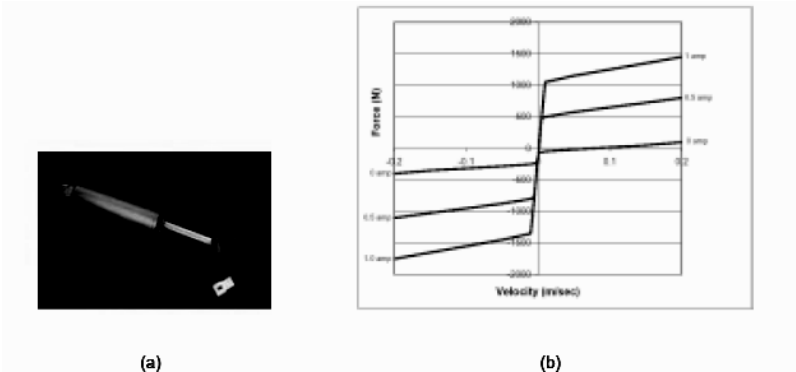 2000
1500
1 amp
1000
0.5 amp
500
Force (N)
0
0 amp
-0.2
-0.1
0.1
0.2
0 amp
-500
0.5 amp
-1000
-1500
1.0 amp
-2000
Velocity (m/sec)
(a)
(b)